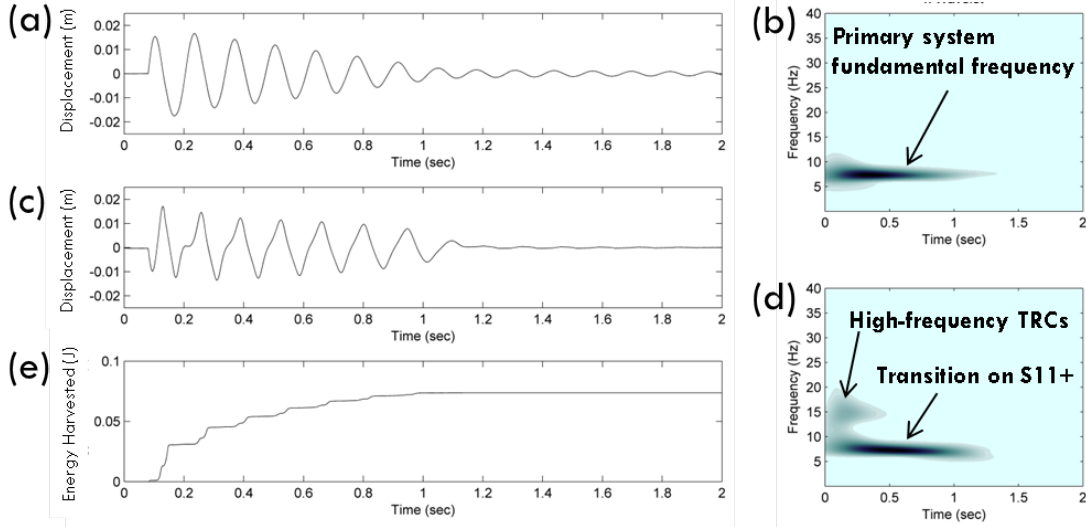 (a)
Displacement (m)
0.02
0.01
0
-0.01
-0.02
0 0.2 0.4 0.6 0.8 1 1.2 1.4 1.6 1.8 2
Time (sec)
(b)
Primary system
fundamental frequency
Frequency (Hz)
40
35
30
25
20
15
10
5
0 0.5 1 1.5 2
Time (sec)
(c)
Displacement (m)
0.02
0.01
0
-0.01
-0.02
0 0.2 0.4 0.6 0.8 1 1.2 1.4 1.6 1.8 2
Time (sec)
(d)
High-frequency TRCs
Transition on S11+
Frequency (Hz)
40
35
30
25
20
15
10
5
0 0.5 1 1.5 2
Time (sec)
(e)
Energy Harvested (J)
0.1
0.05
0
0 0.2 0.4 0.6 0.8 1 1.2 1.4 1.6 1.8 2
Time (sec)